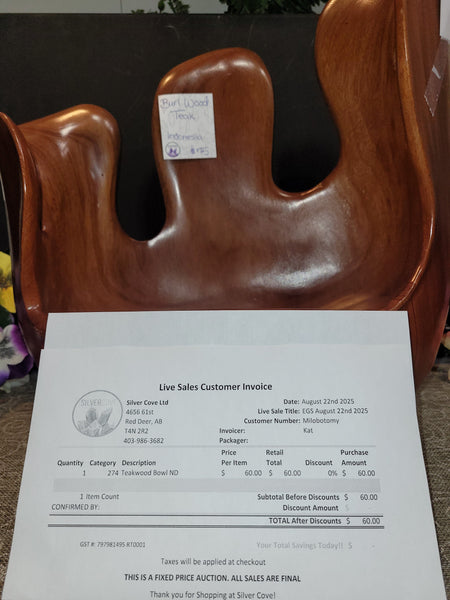 Burl Wood
Teak
Indonesia
$175
Live Sales Customer Invoice
SILVER COVE
Silver Cove Ltd
4656 61st
Red Deer, AB
T4N 2R2
403-986-3682
Date: August 22nd 2025
Live Sale Title: EGS August 22nd 2025
Customer Number: Milobotomy
Invoicer: Kat
Packager:
Quantity Category Description Price Per Item Retail Total Discount Purchase Amount
1 274 Teakwood Bowl ND $ 60.00 $ 60.00 0% $ 60.00
1 Item Count Subtotal Before Discounts $ 60.00
CONFIRMED BY: Discount Amount $
TOTAL After Discounts $ 60.00
GST #: 797981495 RT0001 Your Total Savings Today!! $ -
Taxes will be applied at checkout
THIS IS A FIXED PRICE AUCTION. ALL SALES ARE FINAL
Thank you for Shopping at Silver Cove!